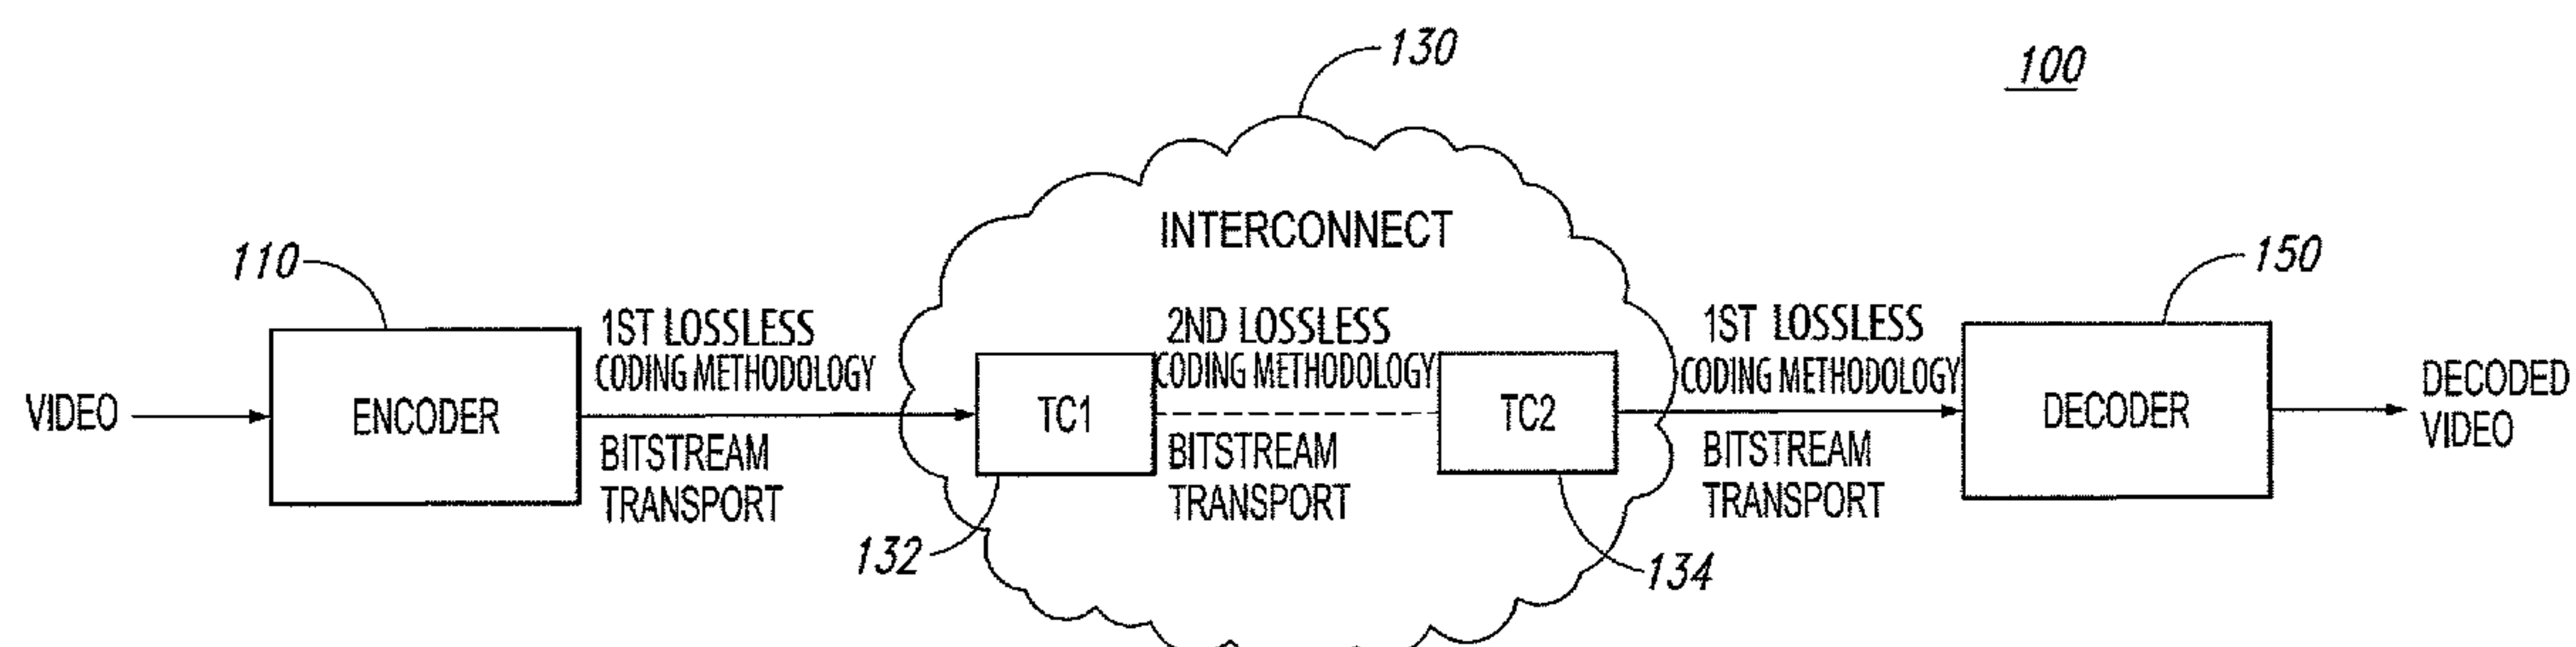 130
100
INTERCONNECT
110
150
1ST LOSSLESS
CODING METHODOLOGY
2ND LOSSLESS
CODING METHODOLOGY
1ST LOSSLESS
CODING METHODOLOGY
VIDEO
ENCODER
TC1
TC2
DECODER
DECODED
VIDEO
BITSTREAM
TRANSPORT
BITSTREAM
TRANSPORT
BITSTREAM
TRANSPORT
132
134